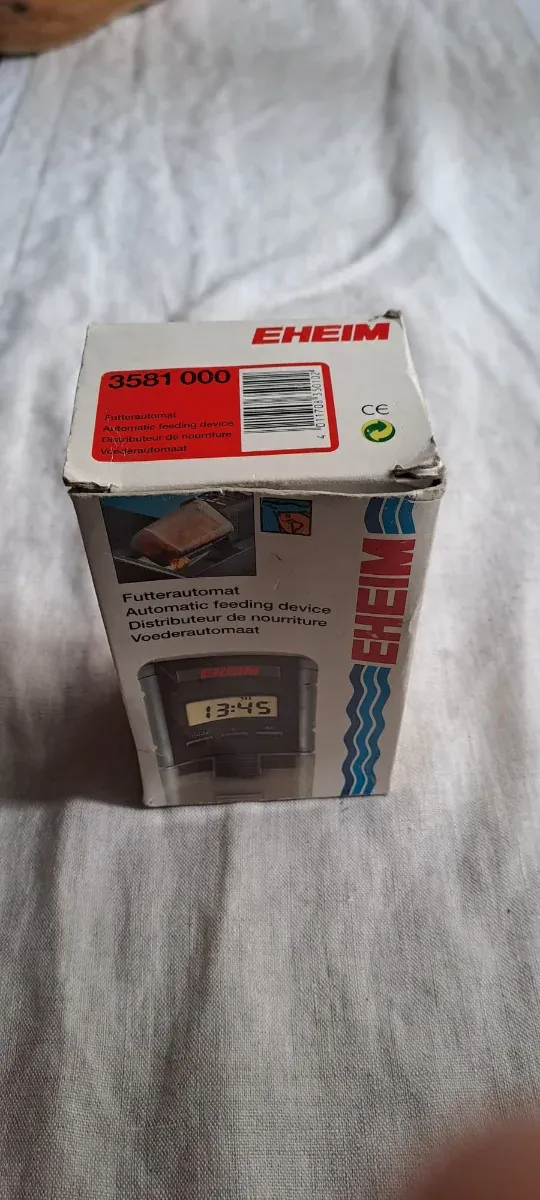 EHEIM
3581 000
Futterautomat
Automatic feeding device
Distributeur de nourriture
Voederautomaat
CE
Futterautomat
Automatic feeding device
Distributeur de nourriture
Voederautomaat
EHEIM
EHEIM
13:45